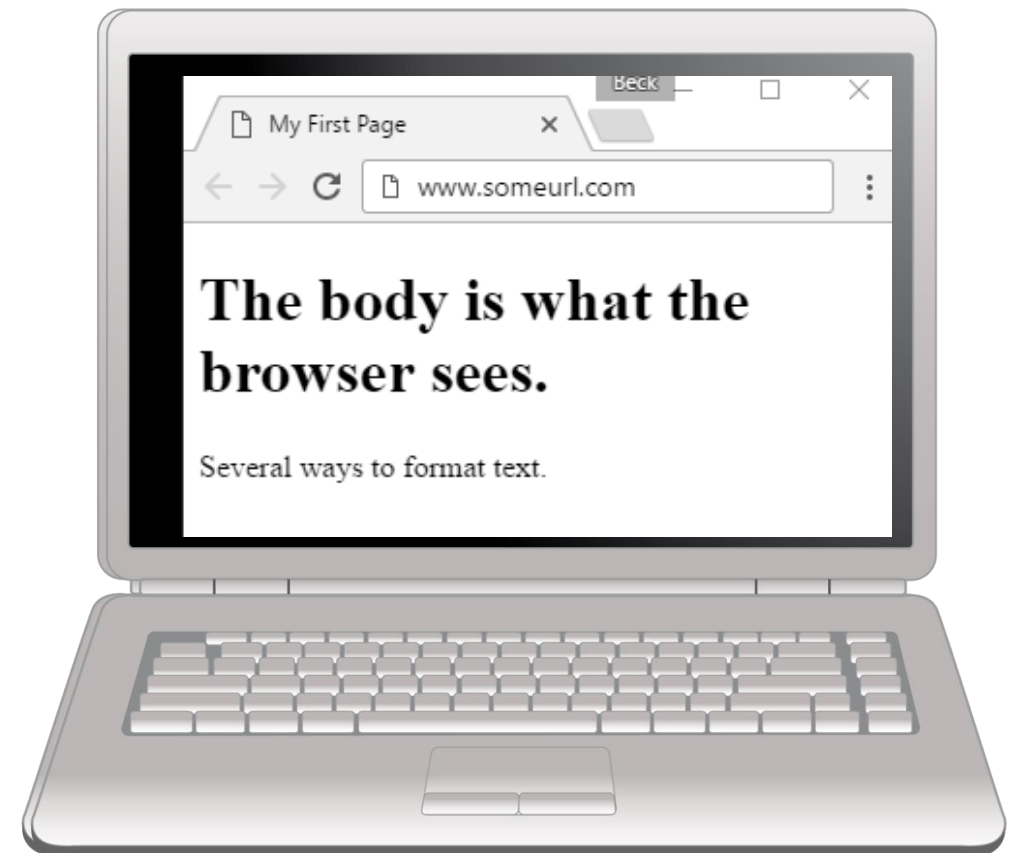 Beck
My First Page
www.someurl.com
The body is what the
browser sees.
Several ways to format text.